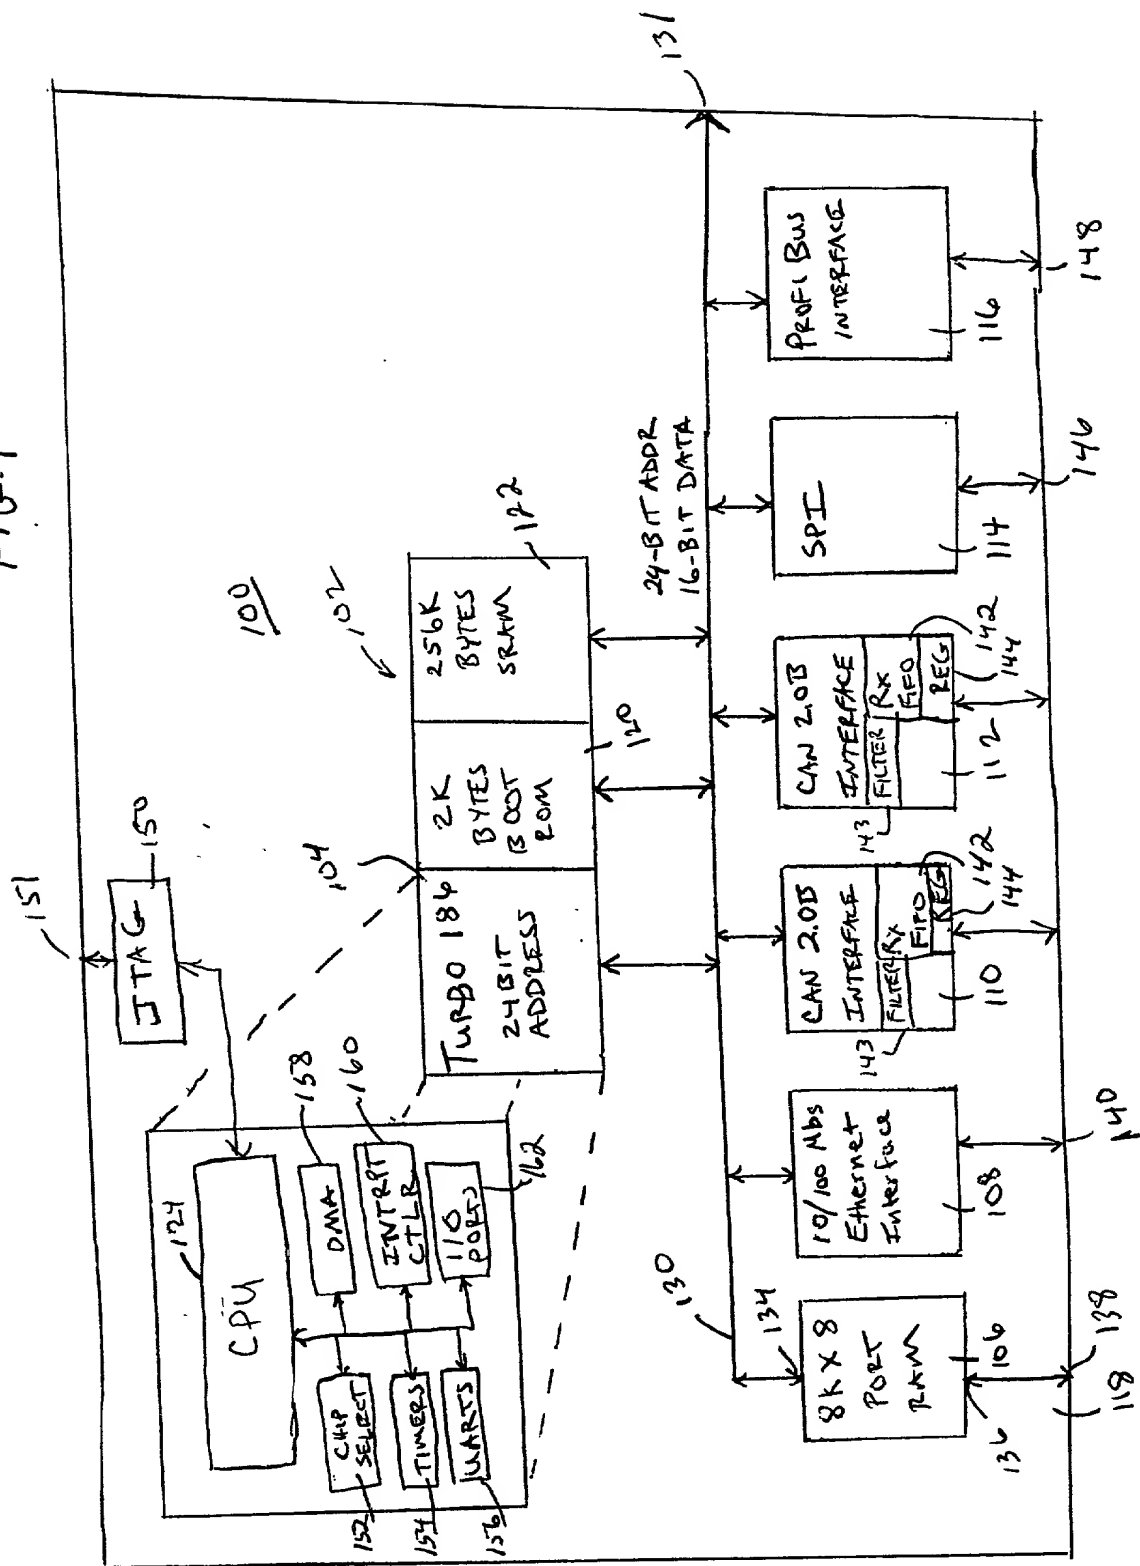 FIG. 1
100
102
104
151
JTAG
150
124
CPU
CHIP
SELECT
152
TIMERS
154
UARTS
156
DMA
158
INTRPT
CTLR
160
I/O
PORTS
162
TURBO 186
24BIT
ADDRESS
2K
BYTES
BOOT
ROM
120
256K
BYTES
SRAM
122
24-BIT ADDR
16-BIT DATA
131
130
134
8K X 8
PORT
RAM
106
136
138
118
10/100 Mbs
Ethernet
Interface
108
140
CAN 2.0B
INTERFACE
FILTER
Rx
FIFO
REG
142
144
143
110
CAN 2.0B
INTERFACE
FILTER
Rx
FIFO
REG
142
144
143
112
SPI
114
146
PROFI BUS
INTERFACE
116
148